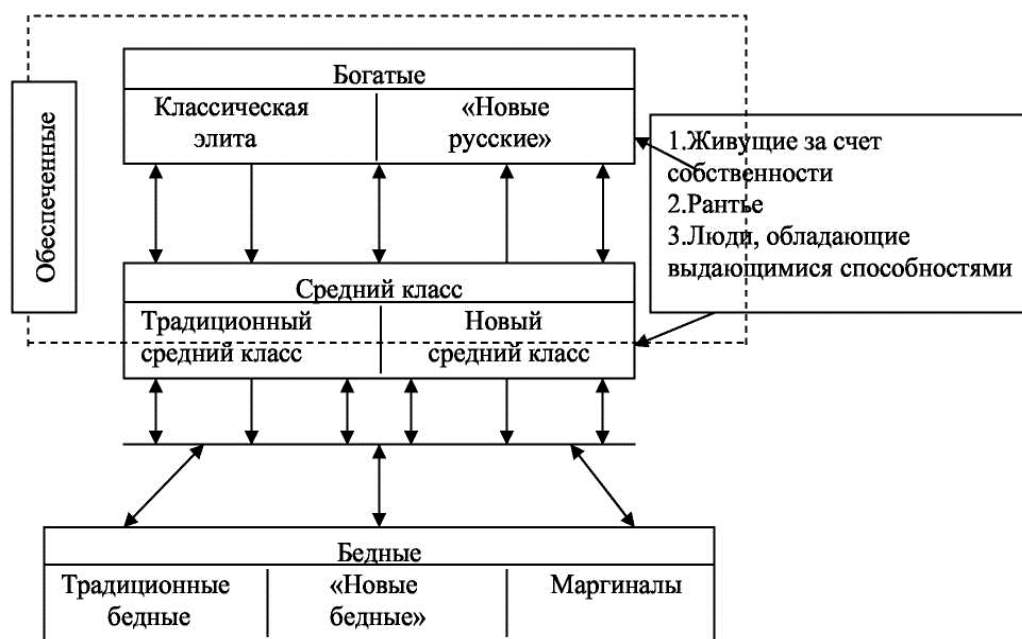 Обеспеченные
Богатые
Классическая
элита
«Новые
русские»
1.Живущие за счет
собственности
2.Рантье
3.Люди, обладающие
выдающимися способностями
Средний класс
Традиционный
средний класс
Новый
средний класс
Бедные
Традиционные
бедные
«Новые
бедные»
Маргиналы